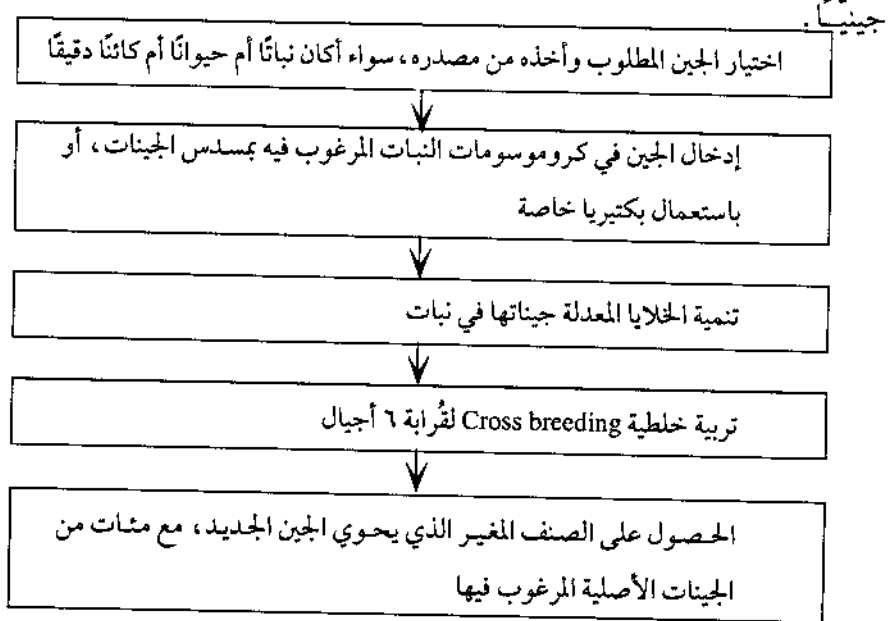 جينيًّا .
اختيار الجين المطلوب وأخذه من مصدره، سواء أكان نباتًا أم حيوانًا أم كائنًا دقيقًا
إدخال الجين في كروموسومات النبات المرغوب فيه بمسدس الجينات، أو
باستعمال بكتيريا خاصة
تنمية الخلايا المعدلة جيناتها في نبات
تربية خلطية Cross breeding لقُرابة ٦ أجيال
الحصول على الصنف المغير الذي يحوي الجين الجديد، مع مئات من
الجينات الأصلية المرغوب فيها